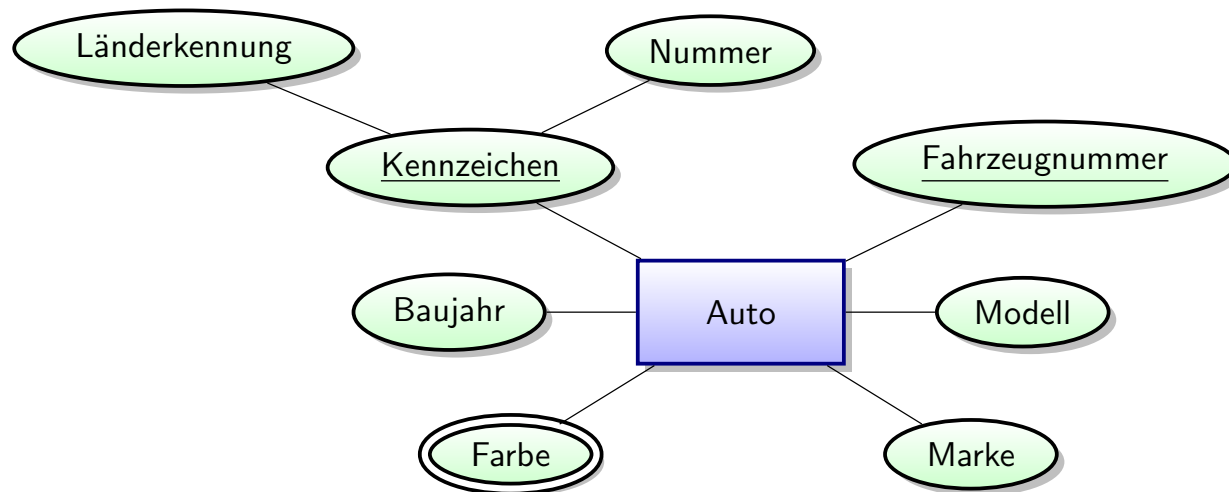 Länderkennung
Nummer
Kennzeichen
Fahrzeugnummer
Baujahr
Auto
Modell
Farbe
Marke